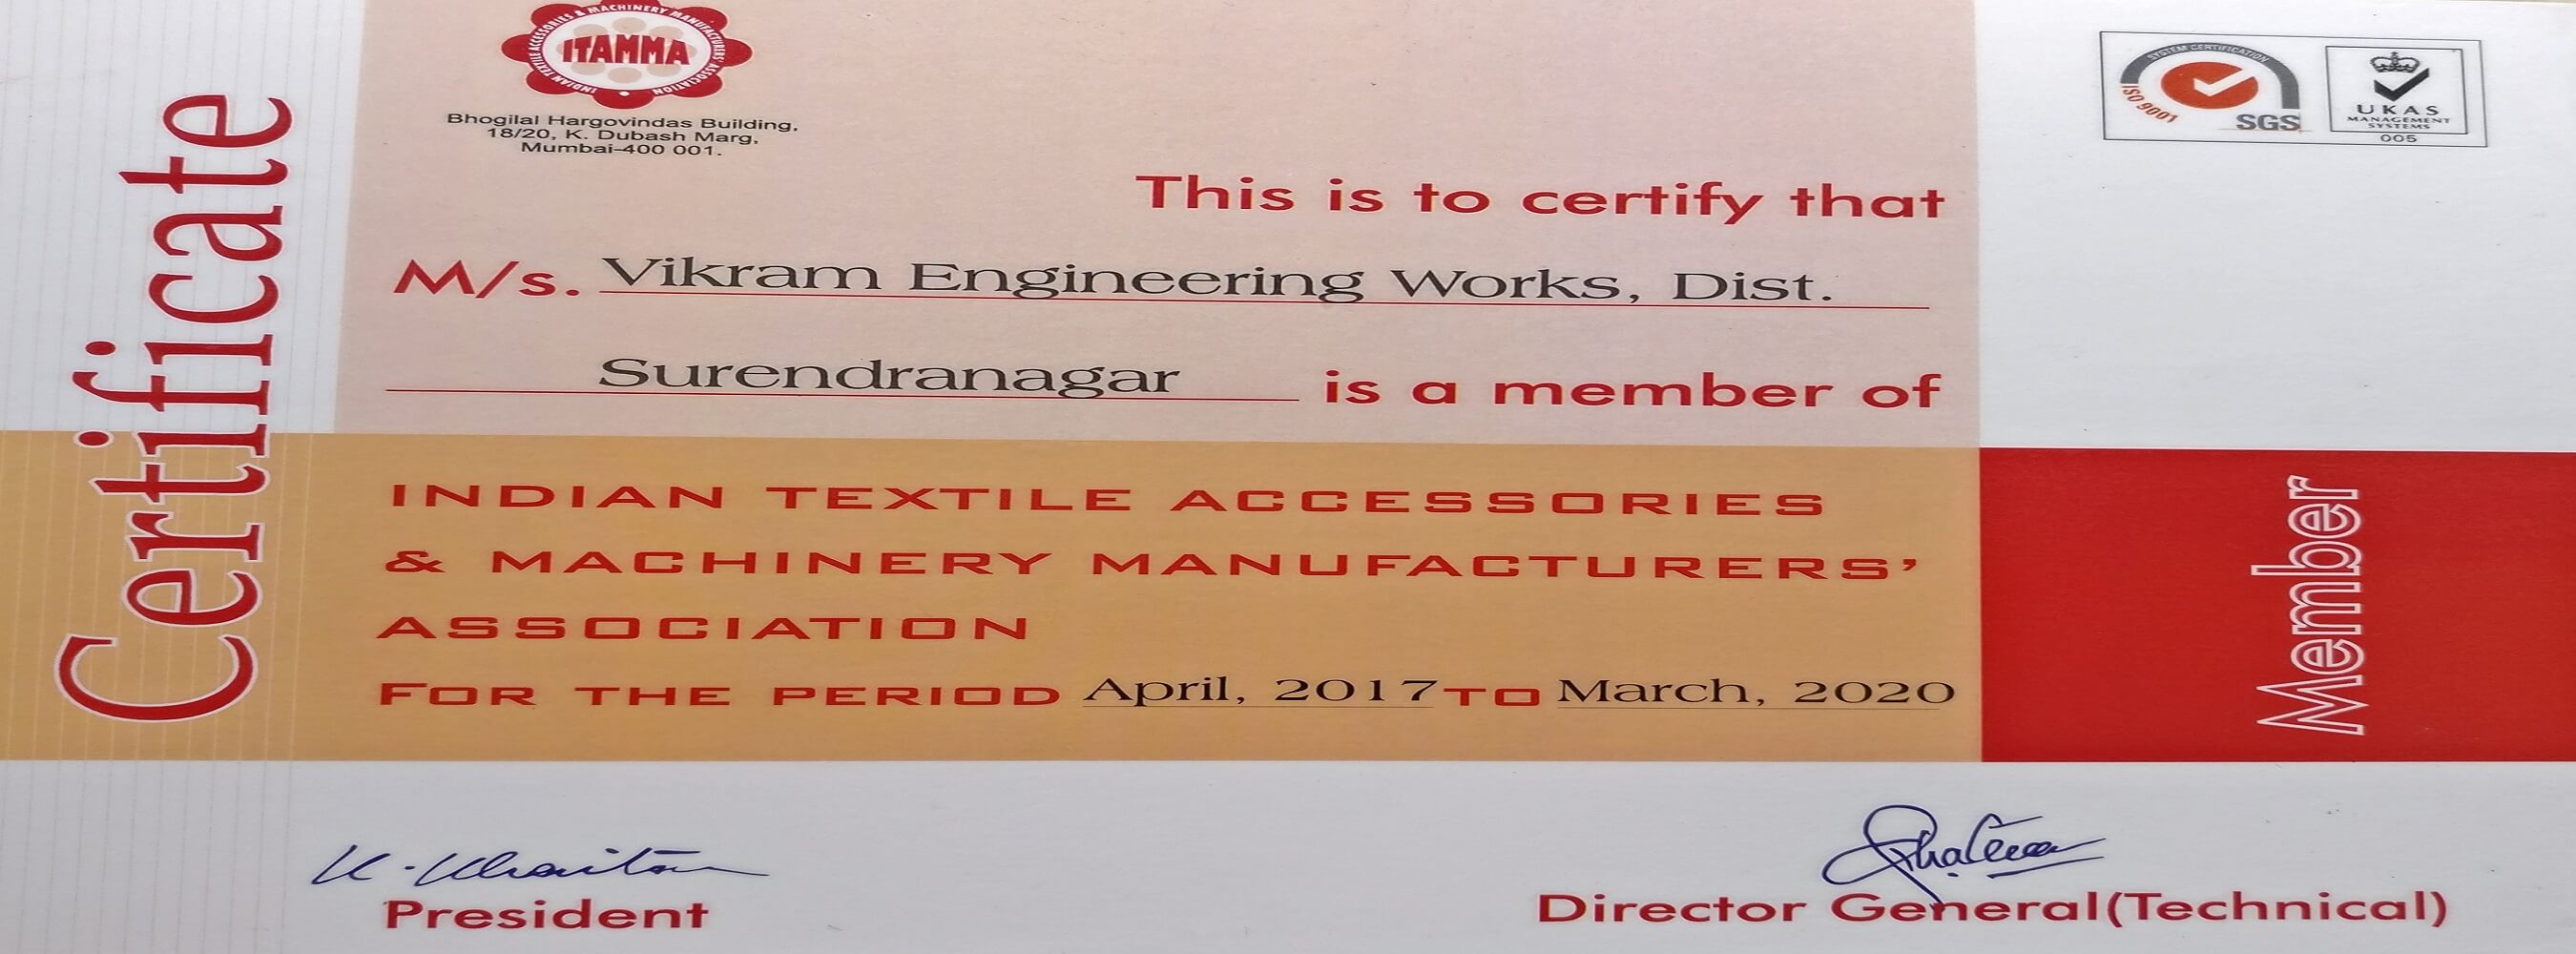 Certificate
INDIAN TEXTILE ACCESSORIES & MACHINERY MANUFACTURERS' ASSOCIATION
ITAMMA
Bhogilal Hargovindas Building,
18/20, K. Dubash Marg,
Mumbai-400 001.
SYSTEM CERTIFICATION
ISO 9001
SGS
UKAS
MANAGEMENT
SYSTEMS
005
This is to certify that
M/s. Vikram Engineering Works, Dist.
Surendranagar is a member of
INDIAN TEXTILE ACCESSORIES
& MACHINERY MANUFACTURERS'
ASSOCIATION
FOR THE PERIOD April, 2017 TO March, 2020
Member
President
Director General(Technical)